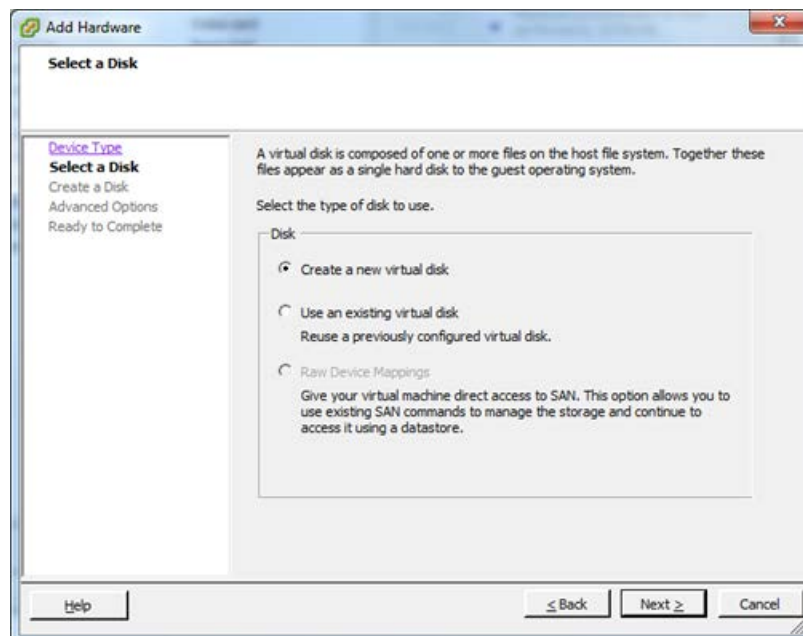 Add Hardware
Select a Disk
Device Type
Select a Disk
Create a Disk
Advanced Options
Ready to Complete
A virtual disk is composed of one or more files on the host file system. Together these
files appear as a single hard disk to the guest operating system.
Select the type of disk to use.
Disk
Create a new virtual disk
Use an existing virtual disk
Reuse a previously configured virtual disk.
Raw Device Mappings
Give your virtual machine direct access to SAN. This option allows you to
use existing SAN commands to manage the storage and continue to
access it using a datastore.
Help
< Back
Next >
Cancel